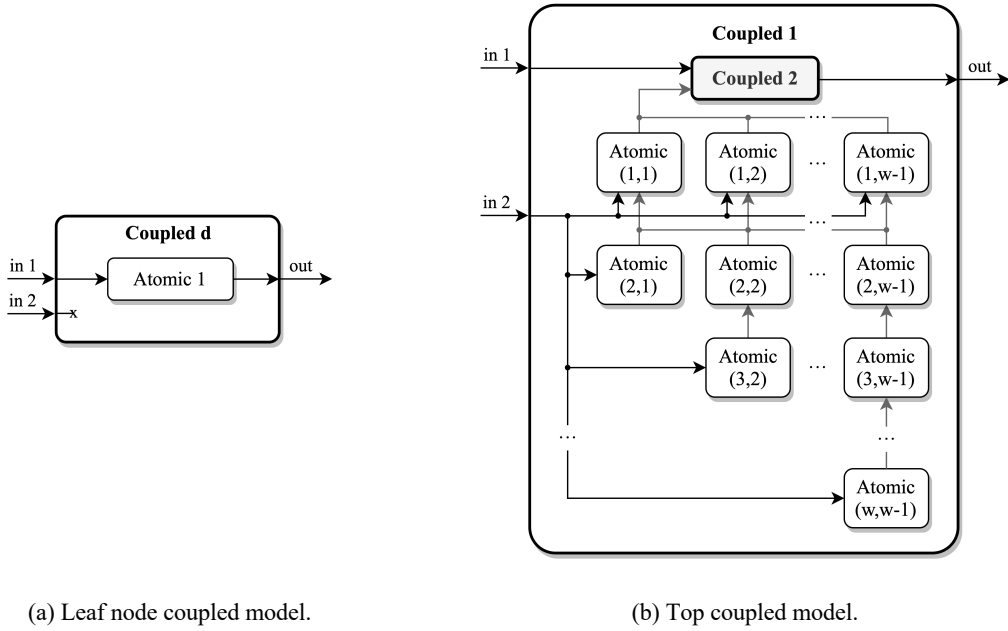 Coupled d
in 1
Atomic 1
out
in 2
x
(a) Leaf node coupled model.
Coupled 1
in 1
Coupled 2
out
...
Atomic
(1,1)
Atomic
(1,2)
...
Atomic
(1,w-1)
in 2
...
...
Atomic
(2,1)
Atomic
(2,2)
...
Atomic
(2,w-1)
Atomic
(3,2)
...
Atomic
(3,w-1)
...
...
Atomic
(w,w-1)
(b) Top coupled model.